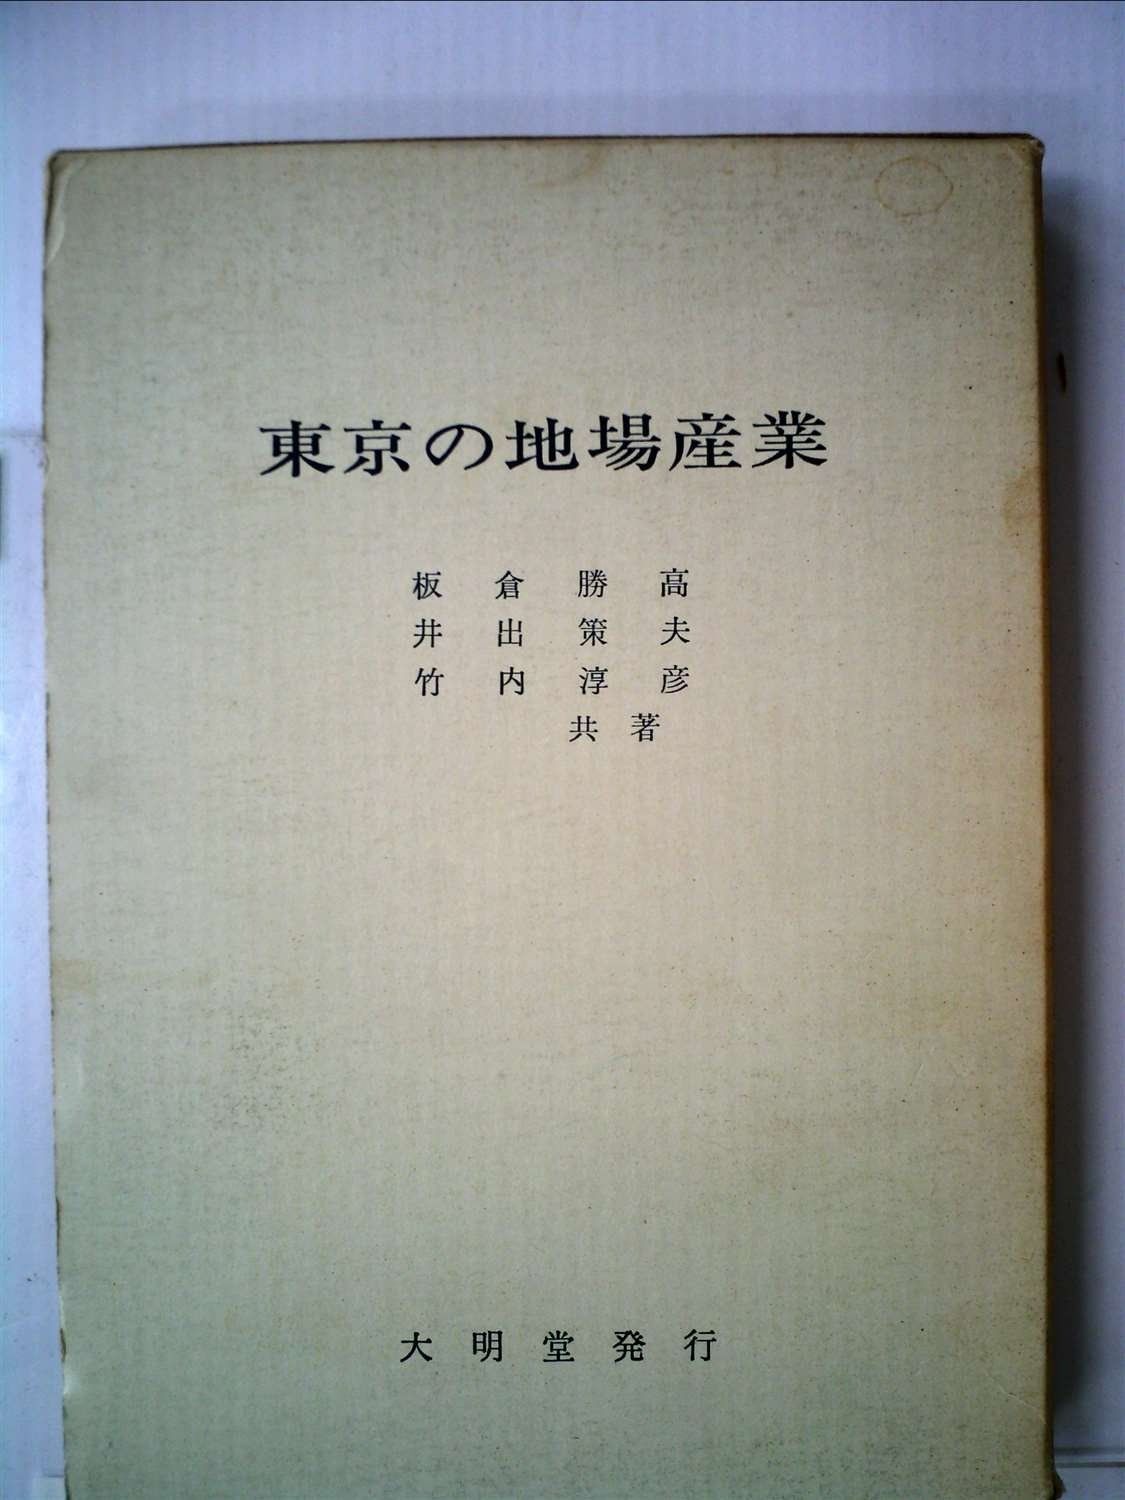 東京の地場産業
板倉勝高
井出策夫
竹内淳彦
共著
大明堂発行